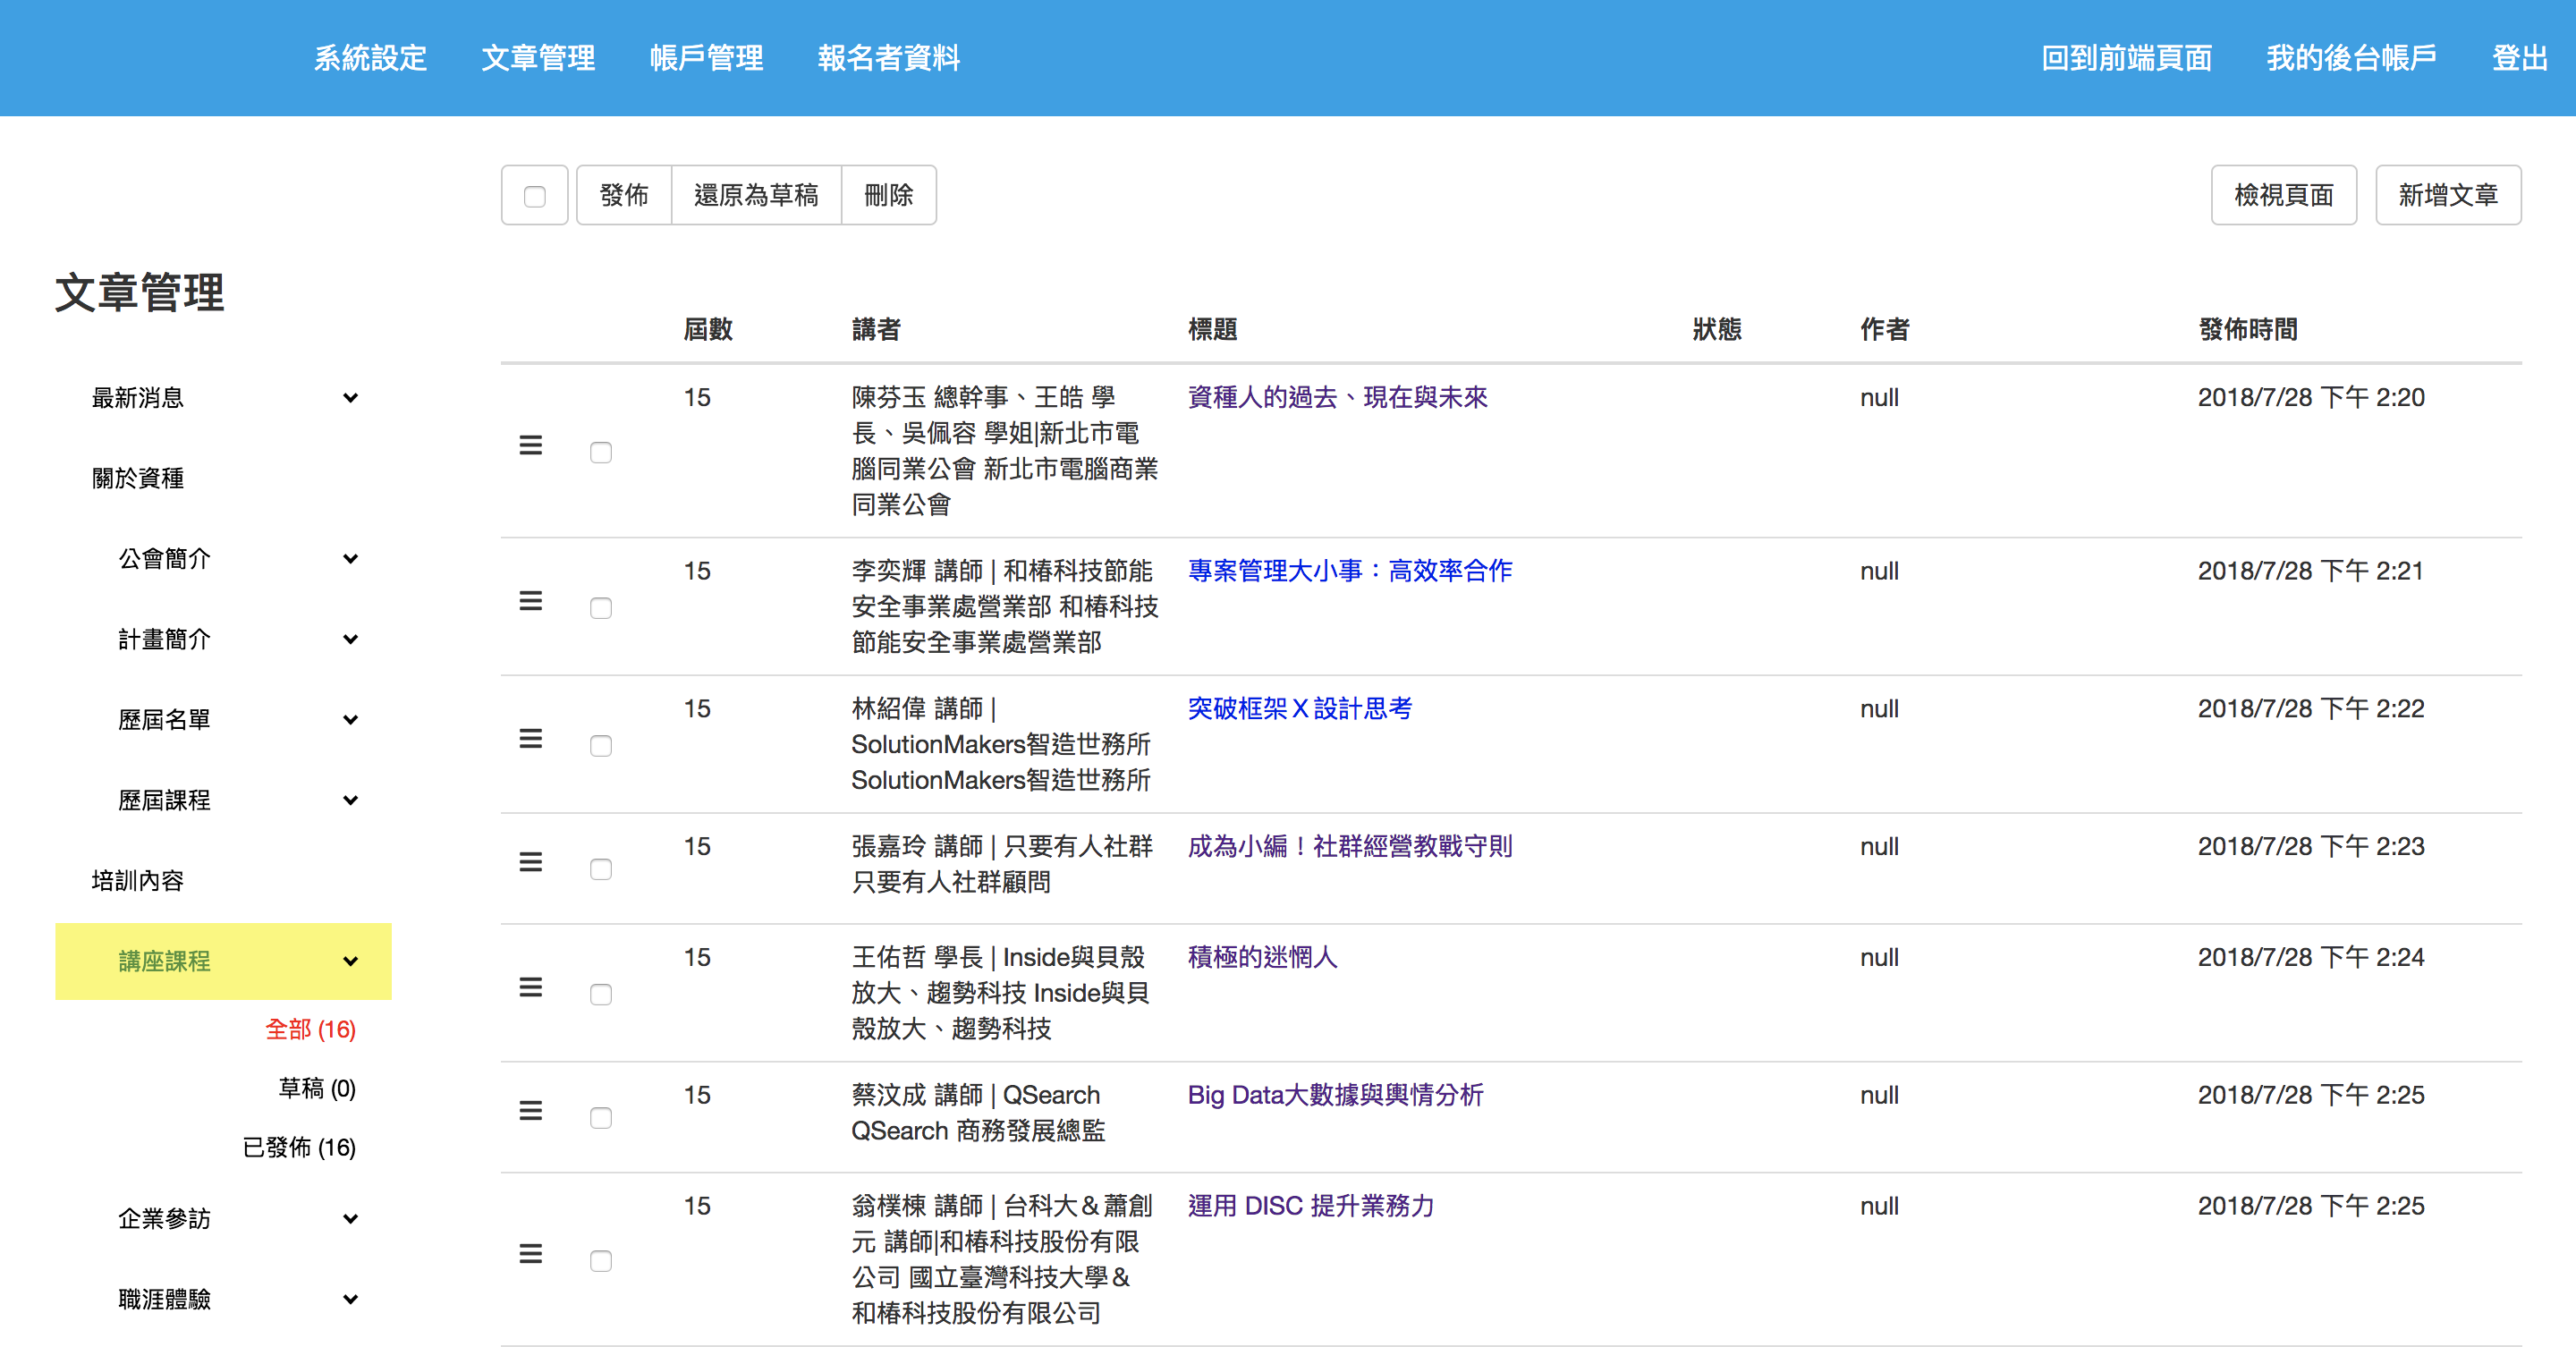 系統設定 文章管理 帳戶管理 報名者資料 回到前端頁面 我的後台帳戶 登出
發佈 還原為草稿 刪除 檢視頁面 新增文章
文章管理
最新消息
關於資種
公會簡介
計畫簡介
歷屆名單
歷屆課程
培訓內容
講座課程
全部 (16)
草稿 (0)
已發佈 (16)
企業參訪
職涯體驗
屆數 講者 標題 狀態 作者 發佈時間
15 陳芬玉 總幹事、王皓 學 資種人的過去、現在與未來 null 2018/7/28 下午 2:20
長、吳佩容 學姐|新北市電
腦同業公會 新北市電腦商業
同業公會
15 李奕輝 講師 | 和椿科技節能 專案管理大小事：高效率合作 null 2018/7/28 下午 2:21
安全事業處營業部 和椿科技
節能安全事業處營業部
15 林紹偉 講師 | 突破框架 X 設計思考 null 2018/7/28 下午 2:22
SolutionMakers智造世務所
SolutionMakers智造世務所
15 張嘉玲 講師 | 只要有人社群 成為小編！社群經營教戰守則 null 2018/7/28 下午 2:23
只要有人社群顧問
15 王佑哲 學長 | Inside與貝殼 積極的迷惘人 null 2018/7/28 下午 2:24
放大、趨勢科技 Inside與貝
殼放大、趨勢科技
15 蔡汶成 講師 | QSearch Big Data大數據與輿情分析 null 2018/7/28 下午 2:25
QSearch 商務發展總監
15 翁樸棟 講師 | 台科大＆蕭創 運用 DISC 提升業務力 null 2018/7/28 下午 2:25
元 講師|和椿科技股份有限
公司 國立臺灣科技大學＆
和椿科技股份有限公司